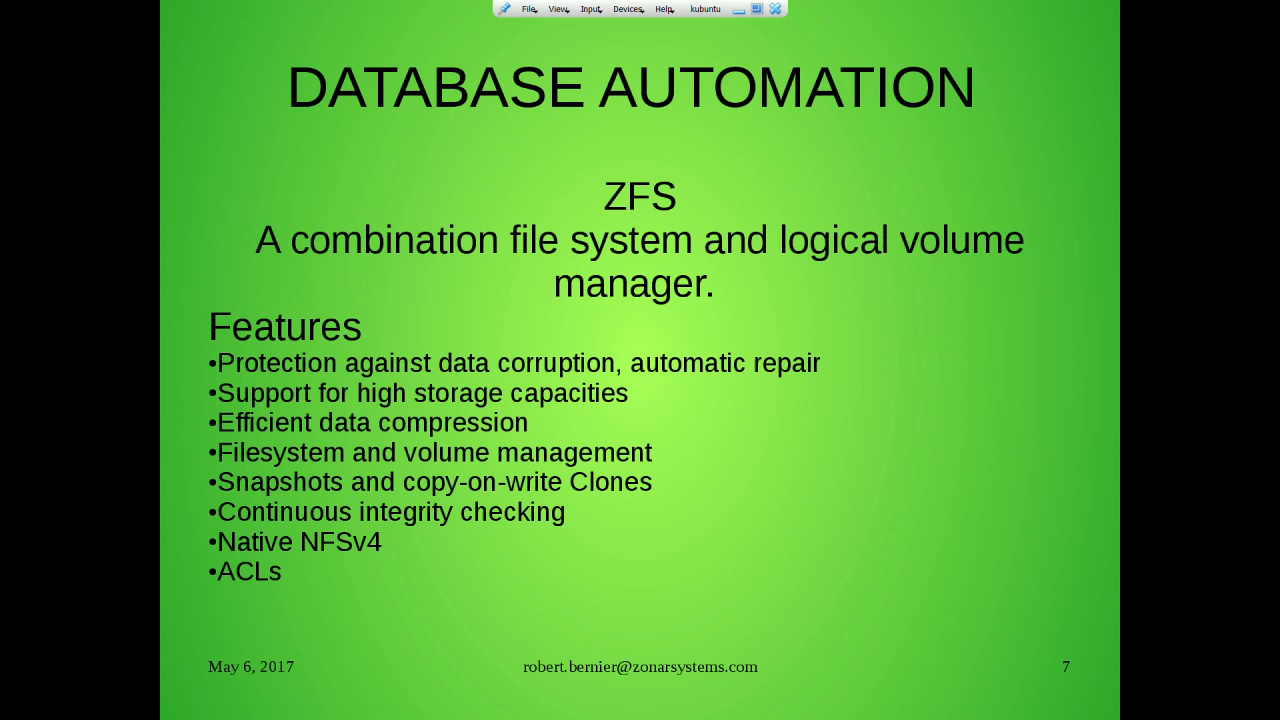 File View Input Devices Help kubuntu
DATABASE AUTOMATION
ZFS
A combination file system and logical volume
manager.
Features
•Protection against data corruption, automatic repair
•Support for high storage capacities
•Efficient data compression
•Filesystem and volume management
•Snapshots and copy-on-write Clones
•Continuous integrity checking
•Native NFSv4
•ACLs
May 6, 2017 robert.bernier@zonarsystems.com 7